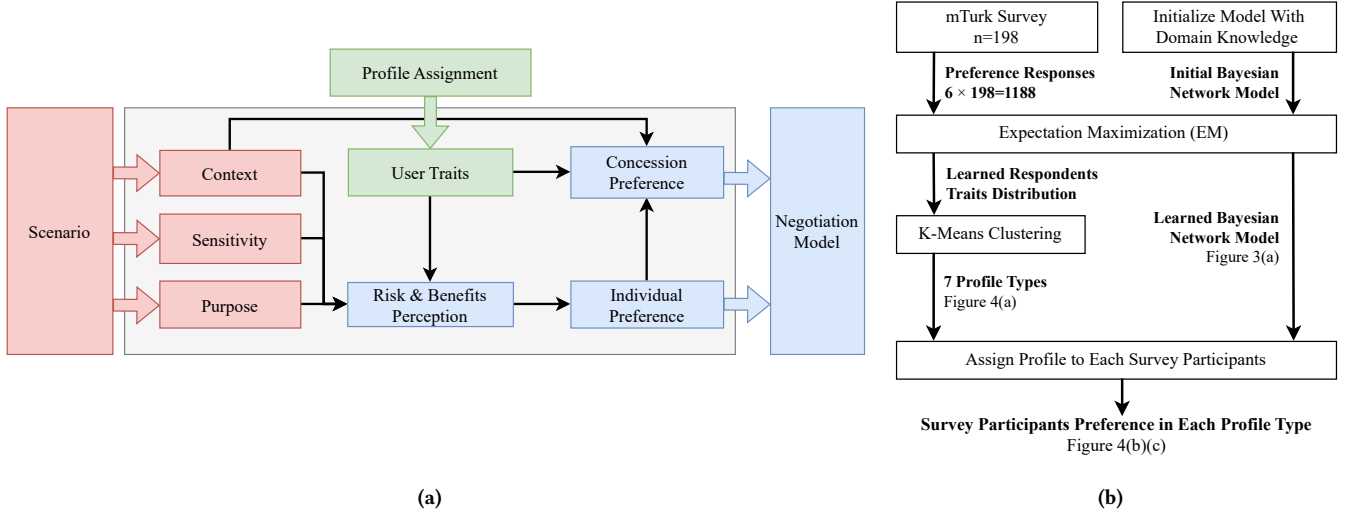 Profile Assignment
Scenario
Context
Sensitivity
Purpose
User Traits
Risk & Benefits
Perception
Concession
Preference
Individual
Preference
Negotiation
Model
(a)
mTurk Survey
n=198
Initialize Model With
Domain Knowledge
Preference Responses
6 × 198=1188
Initial Bayesian
Network Model
Expectation Maximization (EM)
Learned Respondents
Traits Distribution
K-Means Clustering
Learned Bayesian
Network Model
Figure 3(a)
7 Profile Types
Figure 4(a)
Assign Profile to Each Survey Participants
Survey Participants Preference in Each Profile Type
Figure 4(b)(c)
(b)